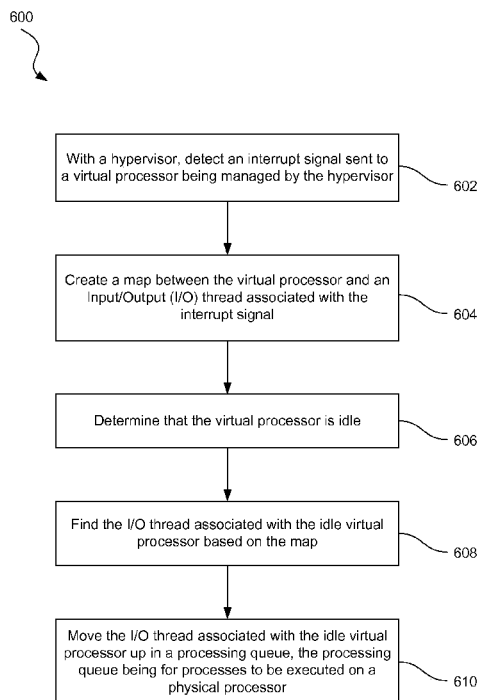 600
With a hypervisor, detect an interrupt signal sent to
a virtual processor being managed by the hypervisor
602
Create a map between the virtual processor and an
Input/Output (I/O) thread associated with the
interrupt signal
604
Determine that the virtual processor is idle
606
Find the I/O thread associated with the idle virtual
processor based on the map
608
Move the I/O thread associated with the idle virtual
processor up in a processing queue, the processing
queue being for processes to be executed on a
physical processor
610